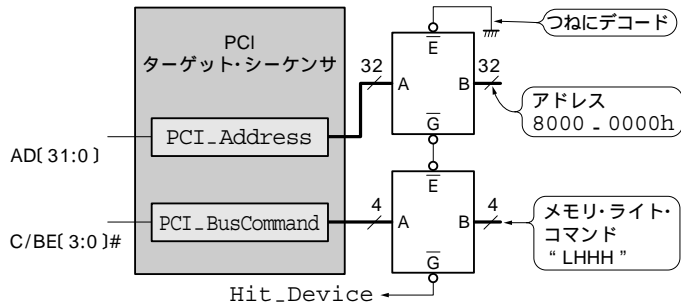 PCI
ターゲット・シーケンサ
PCI_Address
PCI_BusCommand
AD[31:0]
C/BE[3:0]#
32
A
E
B
G
32
つねにデコード
アドレス
8000 - 0000h
4
A
E
B
G
4
メモリ・ライト・
コマンド
“LHHH”
Hit_Device